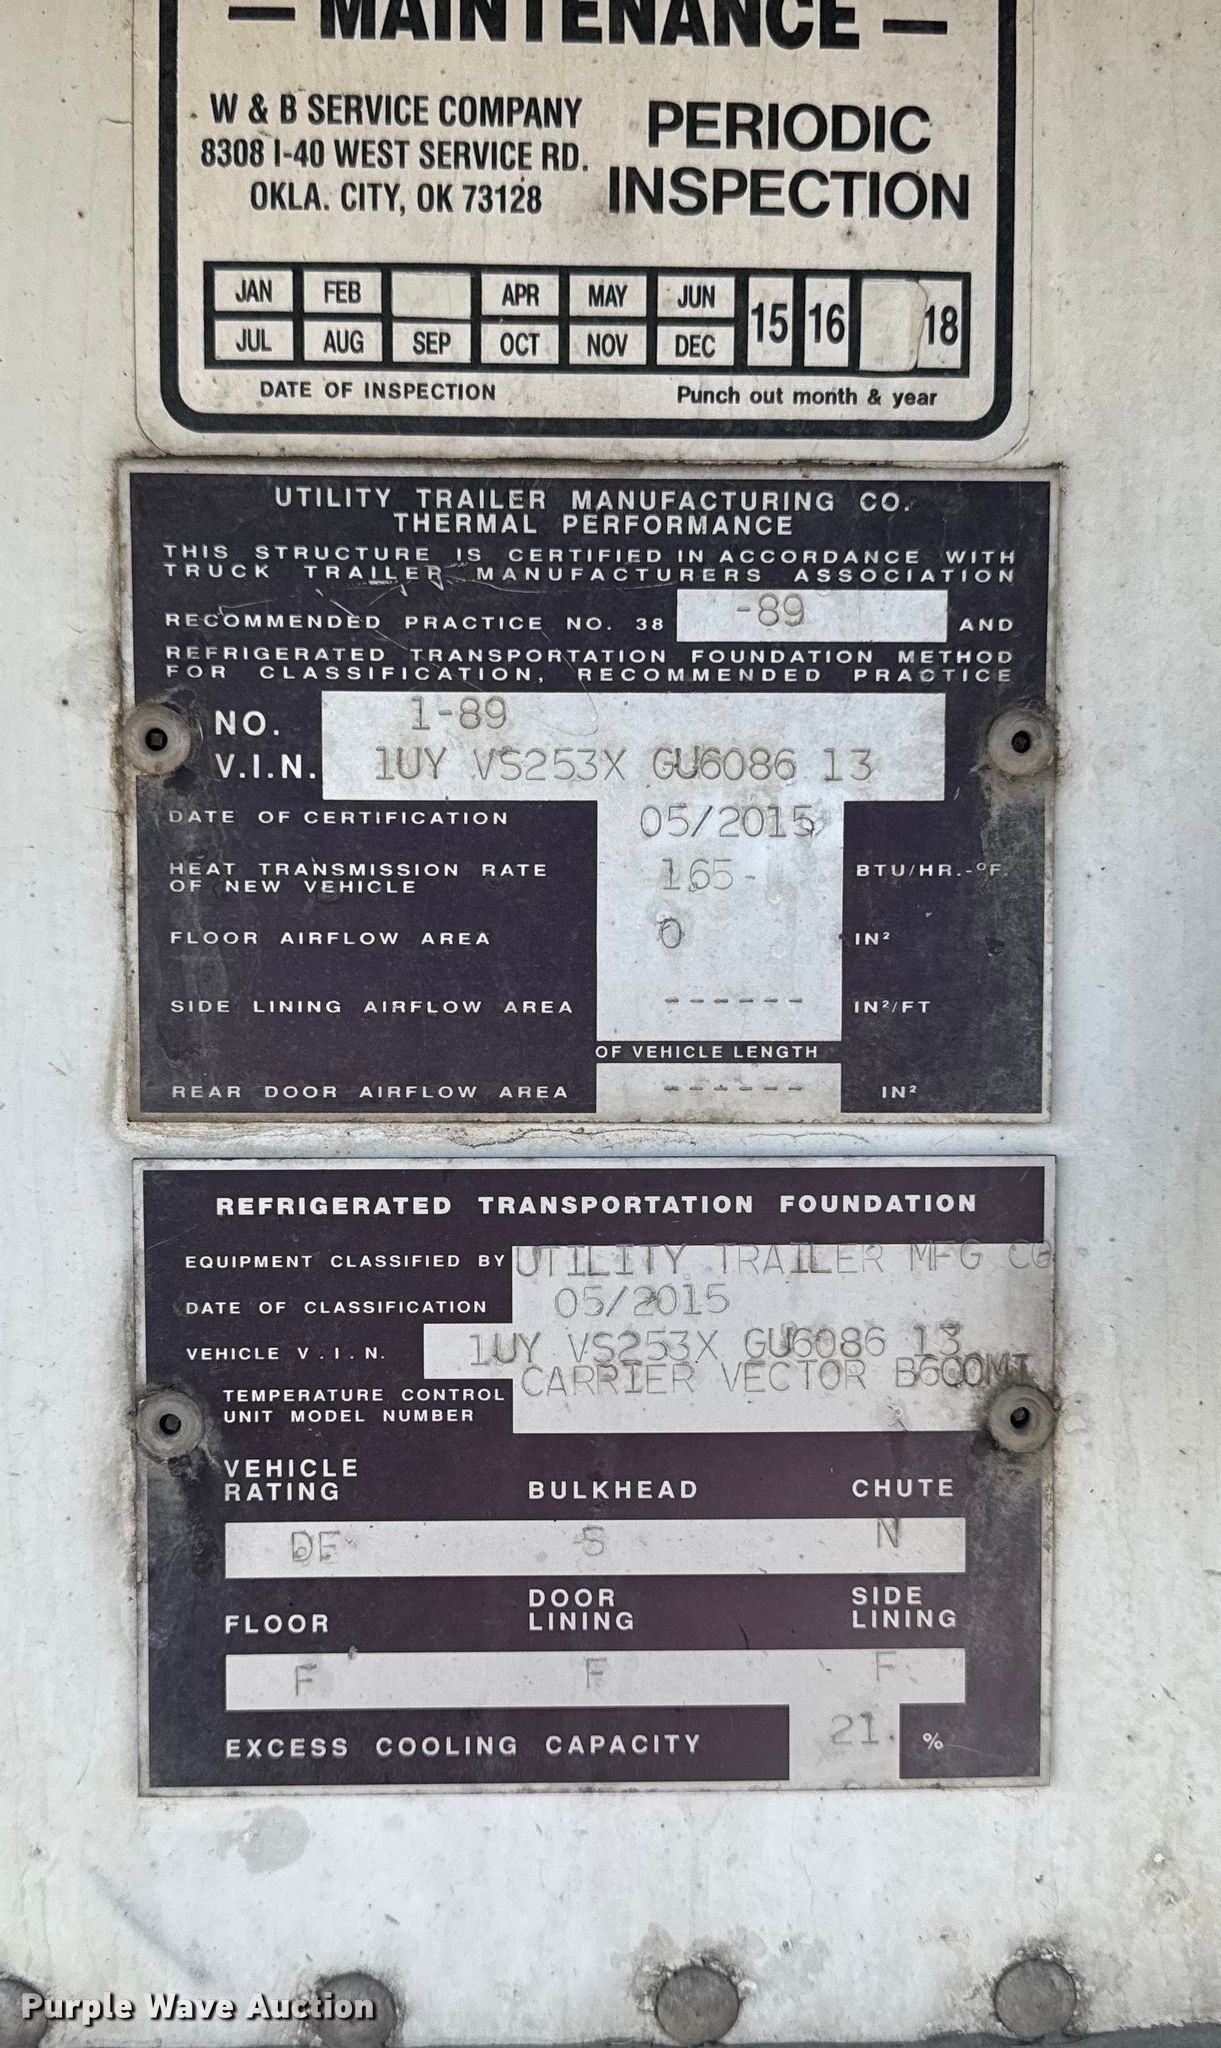 — MAINTENANCE —
W & B SERVICE COMPANY
8308 I-40 WEST SERVICE RD.
OKLA. CITY, OK 73128
PERIODIC
INSPECTION
JAN FEB APR MAY JUN
JUL AUG SEP OCT NOV DEC
15 16 18
DATE OF INSPECTION
Punch out month & year
UTILITY TRAILER MANUFACTURING CO.
THERMAL PERFORMANCE
THIS STRUCTURE IS CERTIFIED IN ACCORDANCE WITH
TRUCK TRAILER MANUFACTURERS ASSOCIATION
RECOMMENDED PRACTICE NO. 38 -89 AND
REFRIGERATED TRANSPORTATION FOUNDATION METHOD
FOR CLASSIFICATION, RECOMMENDED PRACTICE
NO. 1-89
V.I.N. 1UY VS253X GU6086 13
DATE OF CERTIFICATION 05/2015
HEAT TRANSMISSION RATE
OF NEW VEHICLE 165- BTU/HR.-°F.
FLOOR AIRFLOW AREA 0 IN²
SIDE LINING AIRFLOW AREA ------ IN²/FT
OF VEHICLE LENGTH
REAR DOOR AIRFLOW AREA ------ IN²
REFRIGERATED TRANSPORTATION FOUNDATION
EQUIPMENT CLASSIFIED BY UTILITY TRAILER MFG CO
DATE OF CLASSIFICATION 05/2015
VEHICLE V.I.N. 1UY VS253X GU6086 13
TEMPERATURE CONTROL CARRIER VECTOR 8600MT
UNIT MODEL NUMBER
VEHICLE
RATING BULKHEAD CHUTE
DF S N
FLOOR DOOR LINING SIDE LINING
F F F
EXCESS COOLING CAPACITY 21. %
Purple Wave Auction